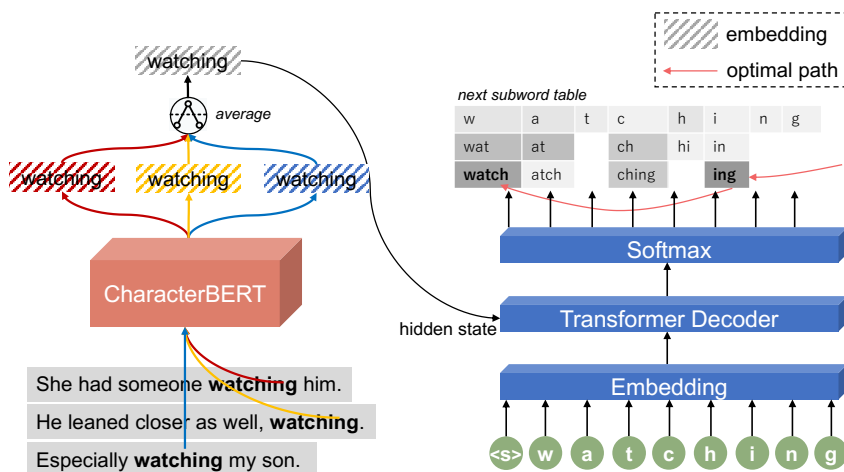 watching
average
watching watching watching
CharacterBERT
She had someone watching him.
He leaned closer as well, watching.
Especially watching my son.
embedding
optimal path
next subword table
w a t c h i n g
wat at ch hi in
watch atch ching ing
Softmax
hidden state
Transformer Decoder
Embedding
<s> w a t c h i n g